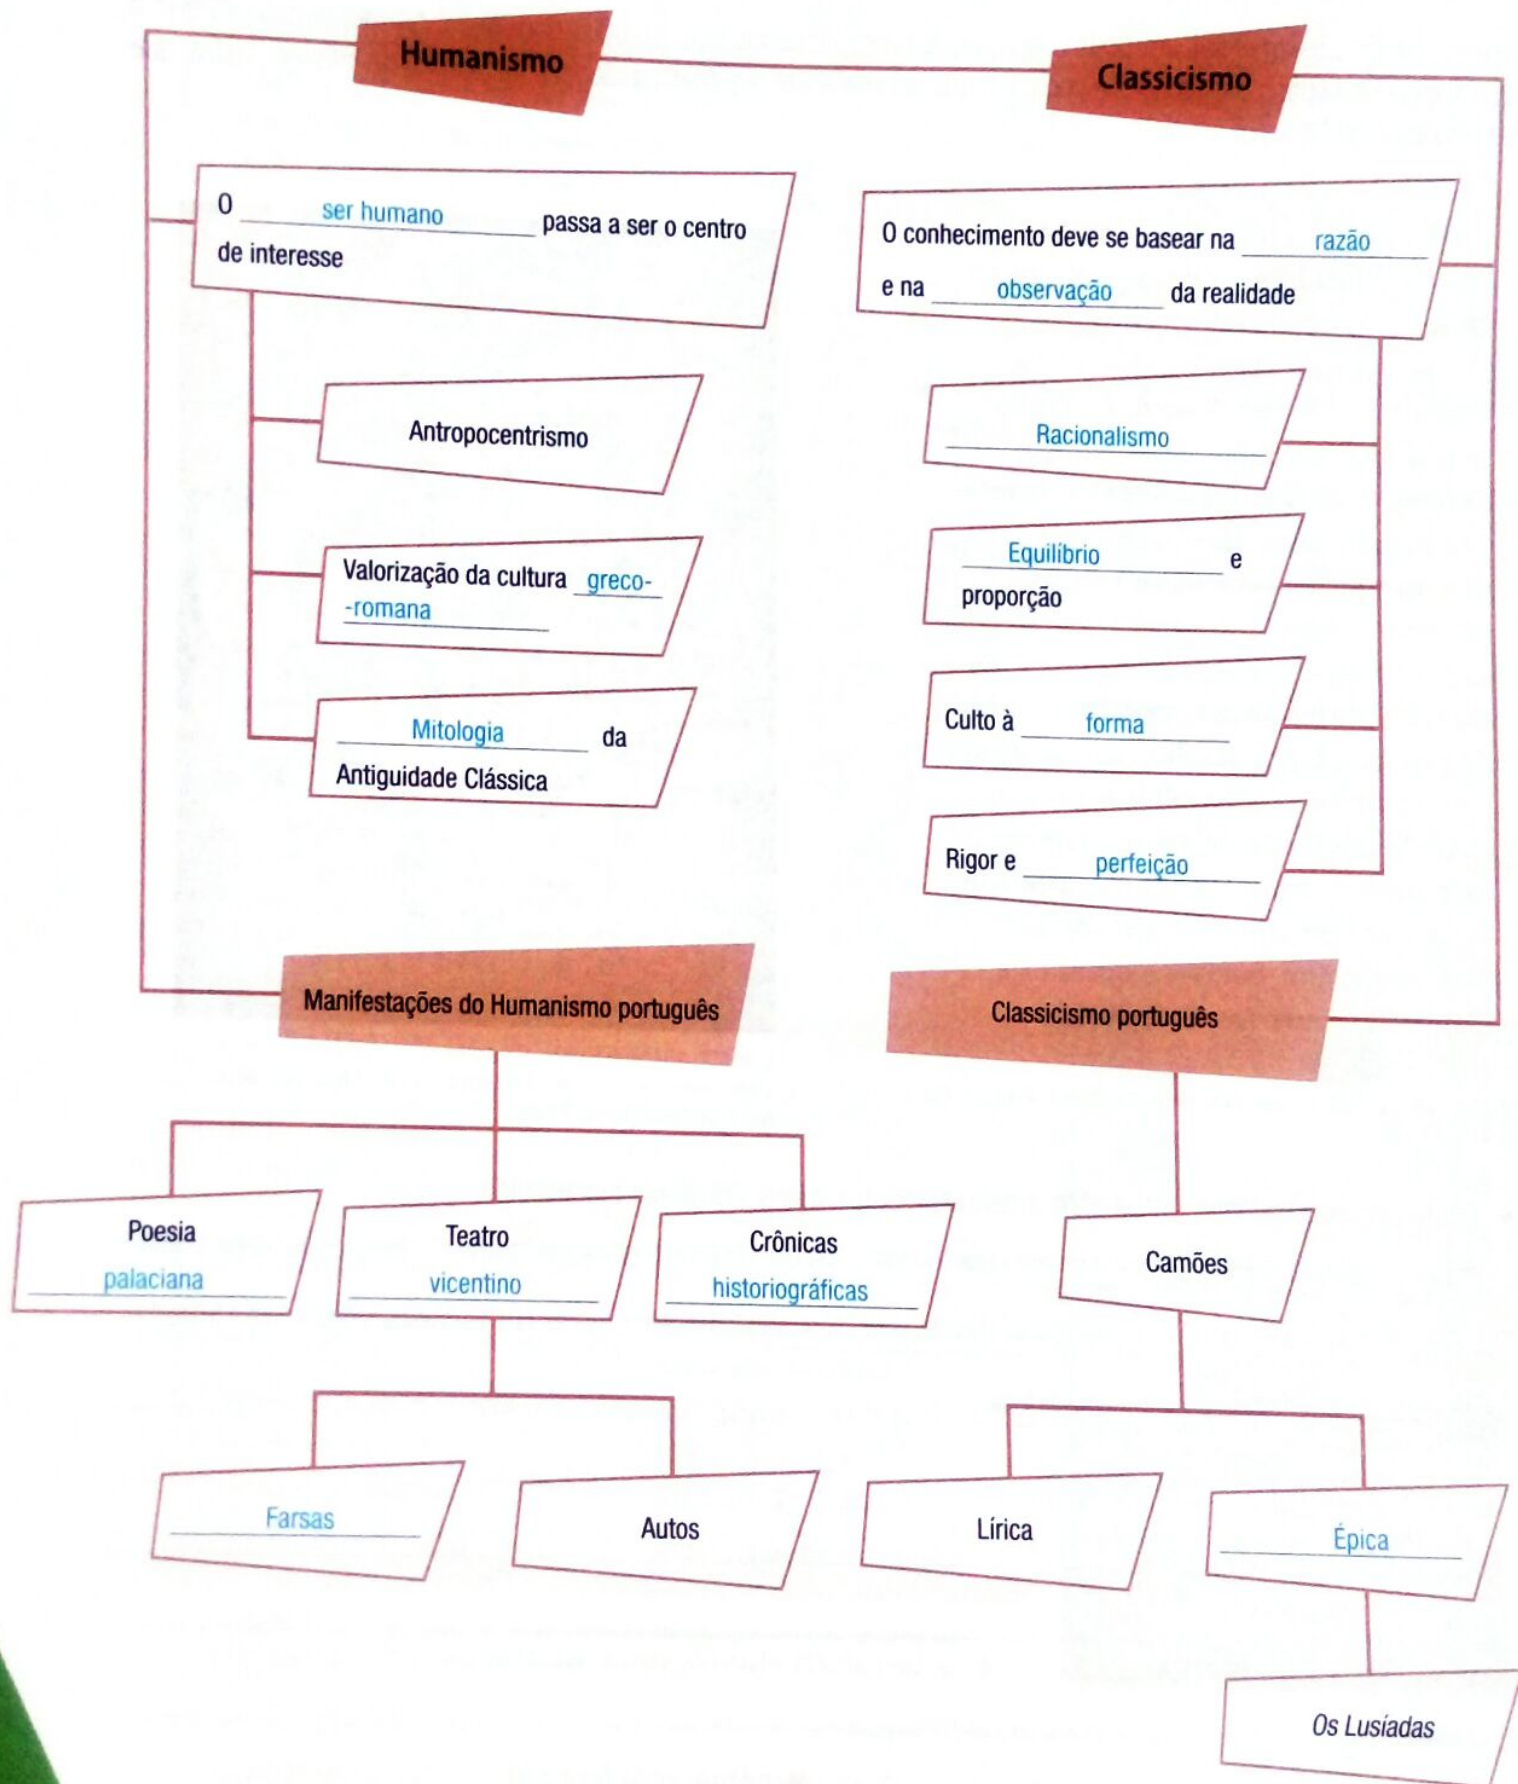 Humanismo
Classicismo
O ser humano passa a ser o centro
de interesse
O conhecimento deve se basear na razão
e na observação da realidade
Antropocentrismo
Valorização da cultura greco-
-romana
Mitologia da
Antiguidade Clássica
Racionalismo
Equilíbrio e
proporção
Culto à forma
Rigor e perfeição
Manifestações do Humanismo português
Classicismo português
Poesia
palaciana
Teatro
vicentino
Crônicas
historiográficas
Camões
Farsas
Autos
Lírica
Épica
Os Lusíadas